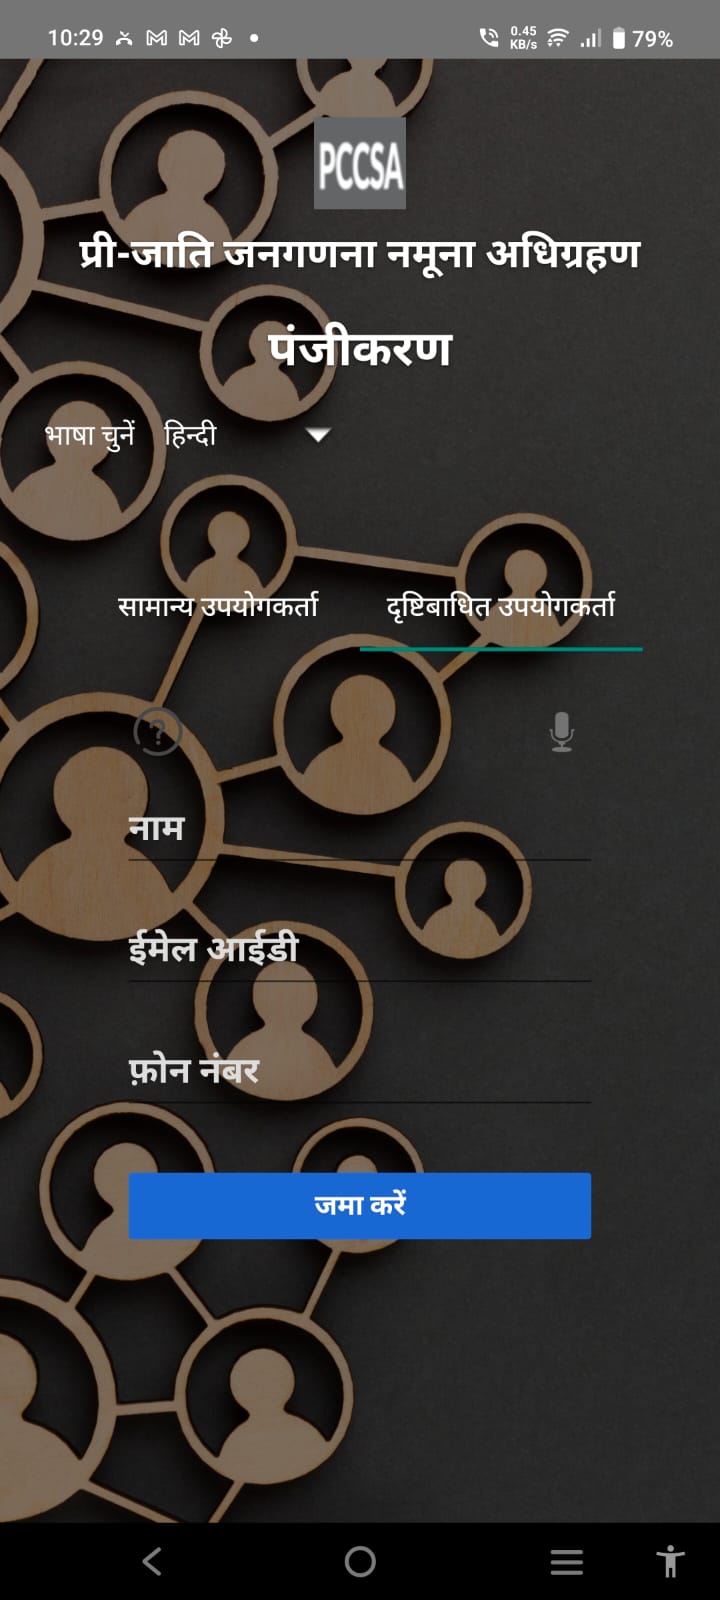 10:29 0.45 KB/s 79%
PCCSA
प्री-जाति जनगणना नमूना अधिग्रहण
पंजीकरण
भाषा चुनें हिन्दी
सामान्य उपयोगकर्ता दृष्टिबाधित उपयोगकर्ता
?
नाम
ईमेल आईडी
फ़ोन नंबर
जमा करें